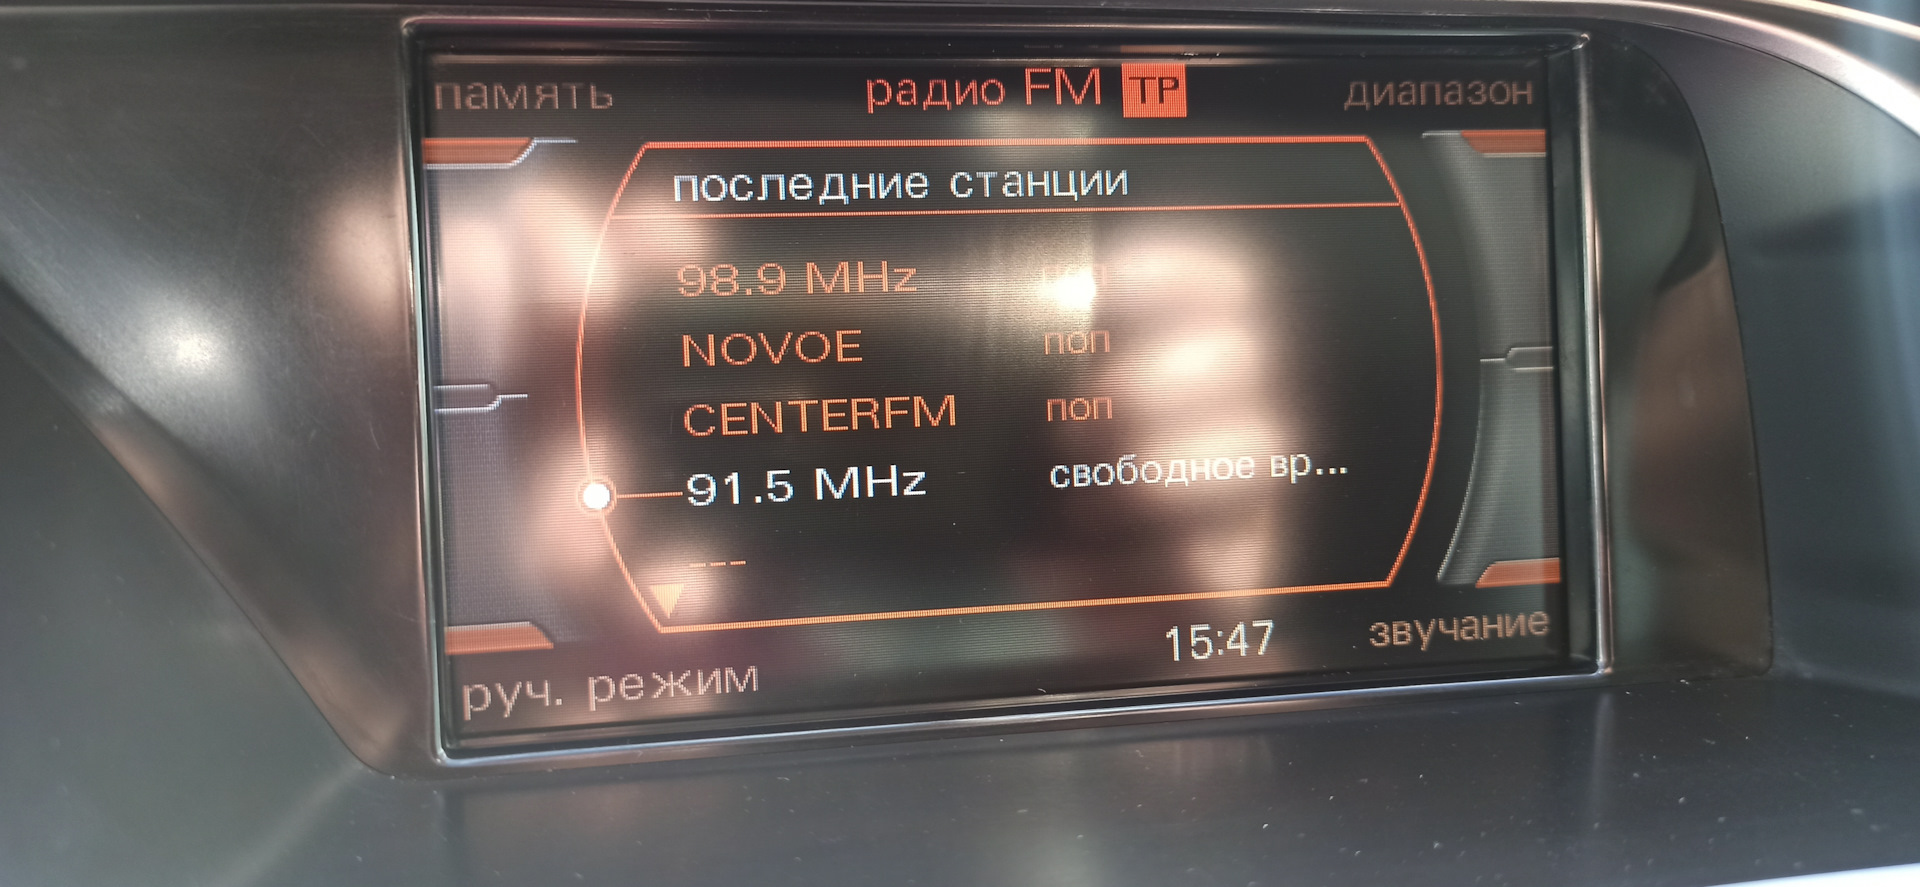 память радио FM TP диапазон
последние станции
98.9 MHz поп
NOVOE поп
CENTERFM поп
91.5 MHz свободное вр...
---
15:47 звучание
руч. режим